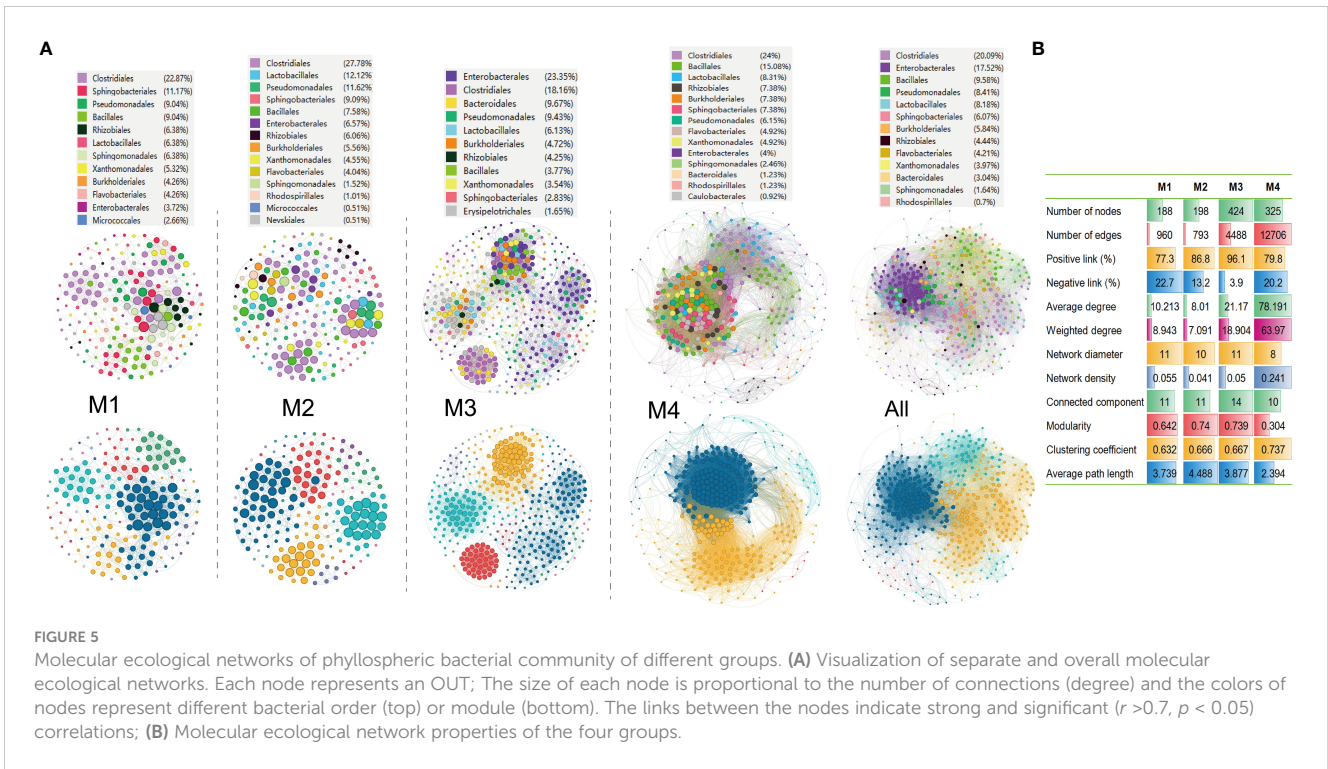 A
Clostridiales (22.87%)
Sphingobacteriales (11.17%)
Pseudomonadales (9.04%)
Bacillales (9.04%)
Rhizobiales (6.38%)
Lactobacillales (6.38%)
Sphingomonadales (6.38%)
Xanthomonadales (5.32%)
Burkholderiales (4.26%)
Flavobacteriales (4.26%)
Enterobacterales (3.72%)
Micrococcales (2.66%)
Clostridiales (27.78%
Lactobacillales (12.12%
Pseudomonadales (11.62%
Sphingobacteriales (9.09%)
Bacillales (7.58%)
Enterobacterales (6.57%)
Rhizobiales (6.06%)
Burkholderiales (5.56%)
Xanthomonadales (4.55%)
Flavobacteriales (4.04%)
Sphingomonadales (1.52%)
Rhodospirillales (1.01%)
Micrococcales (0.51%)
Nevskiales (0.51%)
Enterobacterales (23.35%)
Clostridiales (18.16%)
Bacteroidales (9.67%)
Pseudomonadales (9.43%)
Lactobacillales (6.13%)
Burkholderiales (4.72%)
Rhizobiales (4.25%)
Bacillales (3.77%)
Xanthomonadales (3.54%)
Sphingobacteriales (2.83%)
Erysipelotrichales (1.65%)
Clostridiales (24%)
Bacillales (15.08%)
Lactobacillales (8.31%)
Rhizobiales (7.38%)
Burkholderiales (7.38%)
Sphingobacteriales (7.38%)
Pseudomonadales (6.15%)
Flavobacteriales (4.92%)
Xanthomonadales (4.92%)
Enterobacterales (4%)
Sphingomonadales (2.46%)
Bacteroidales (1.23%)
Rhodospirillales (1.23%)
Caulobacterales (0.92%)
Clostridiales (20.09%)
Enterobacterales (17.52%)
Bacillales (9.58%)
Pseudomonadales (8.41%)
Lactobacillales (8.18%)
Sphingobacteriales (6.07%)
Burkholderiales (5.84%)
Rhizobiales (4.44%)
Flavobacteriales (4.21%)
Xanthomonadales (3.97%)
Bacteroidales (3.04%)
Sphingomonadales (1.64%)
Rhodospirillales (0.7%)
M1 M2 M3 M4 All
B
M1 M2 M3 M4
Number of nodes 188 198 424 325
Number of edges 960 793 4488 12706
Positive link (%) 77.3 86.8 96.1 79.8
Negative link (%) 22.7 13.2 3.9 20.2
Average degree 10.213 8.01 21.17 78.191
Weighted degree 8.943 7.091 18.904 63.97
Network diameter 11 10 11 8
Network density 0.055 0.041 0.05 0.241
Connected component 11 11 14 10
Modularity 0.642 0.74 0.739 0.304
Clustering coefficient 0.632 0.666 0.667 0.737
Average path length 3.739 4.488 3.877 2.394
FIGURE 5
Molecular ecological networks of phyllospheric bacterial community of different groups. (A) Visualization of separate and overall molecular
ecological networks. Each node represents an OUT; The size of each node is proportional to the number of connections (degree) and the colors of
nodes represent different bacterial order (top) or module (bottom). The links between the nodes indicate strong and significant (r >0.7, p < 0.05)
correlations; (B) Molecular ecological network properties of the four groups.